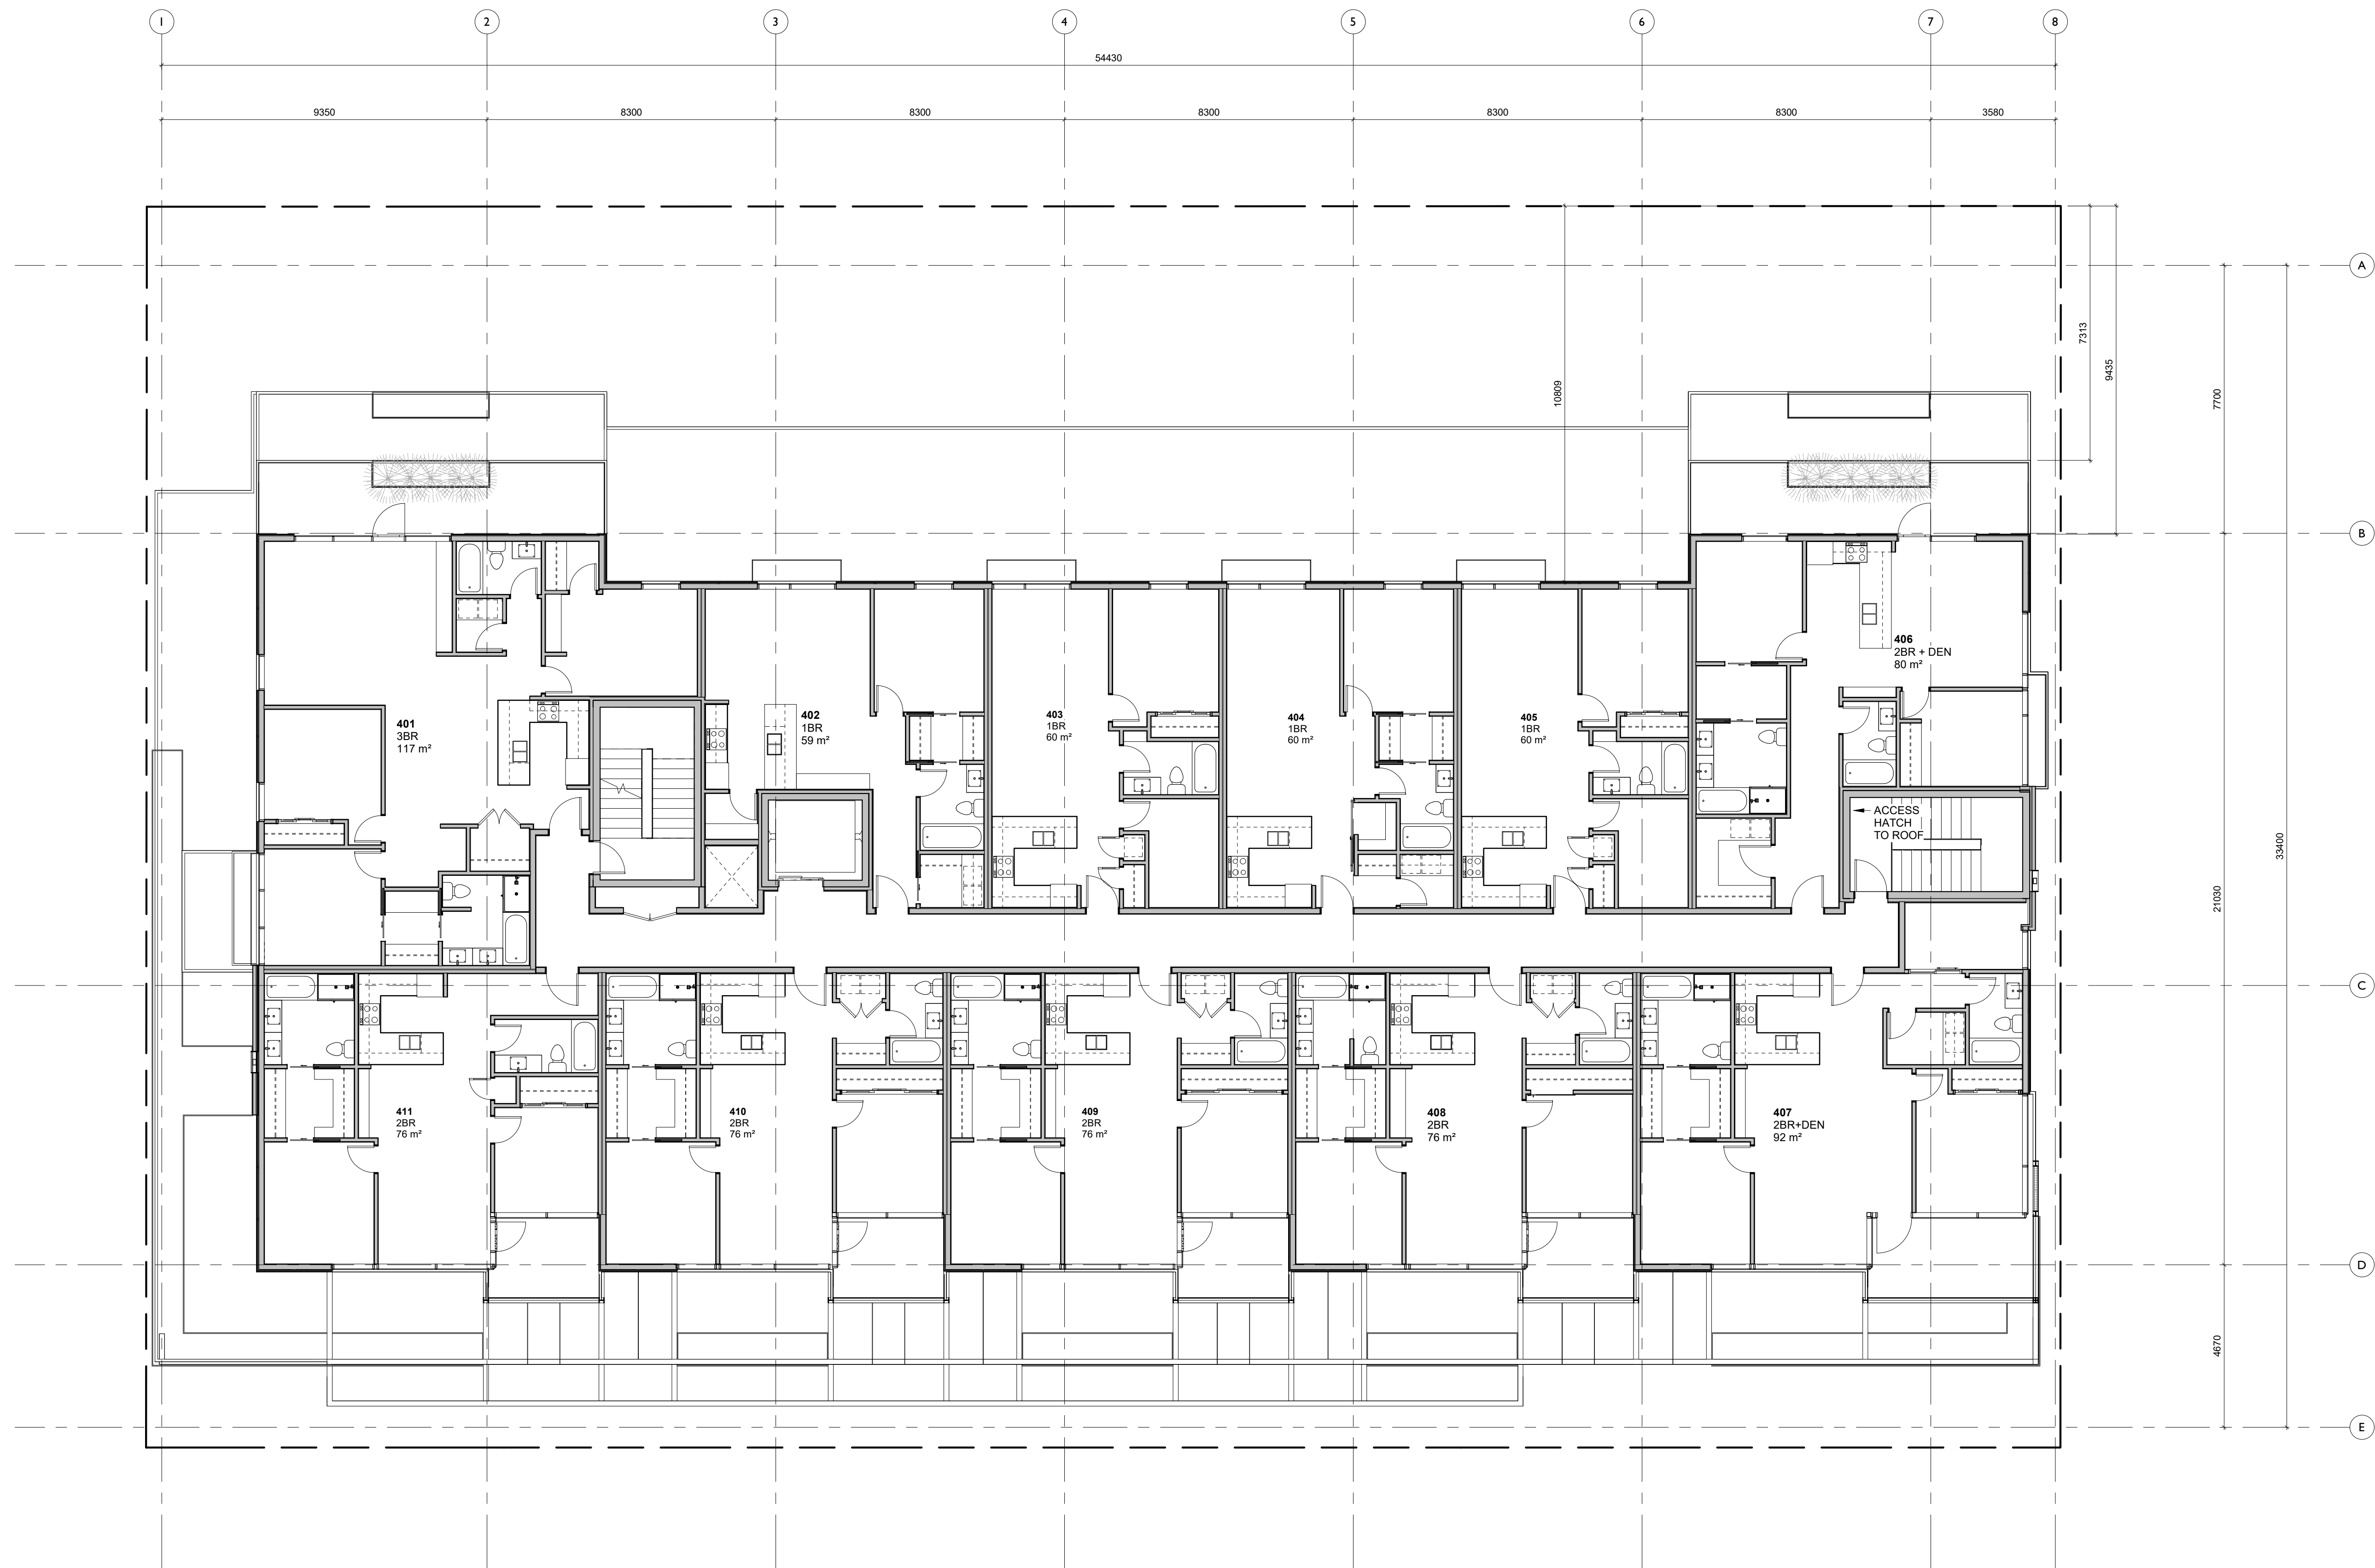 1 2 3 4 5 6 7 8
54430
9350 8300 8300 8300 8300 8300 3580
A
7313
9435
10809
7700
B
406
2BR + DEN
80 m²
401
3BR
117 m²
402
1BR
59 m²
403
1BR
60 m²
404
1BR
60 m²
405
1BR
60 m²
ACCESS
HATCH
TO ROOF
33400
21030
C
411
2BR
76 m²
410
2BR
76 m²
409
2BR
76 m²
408
2BR
76 m²
407
2BR+DEN
92 m²
D
4670
E